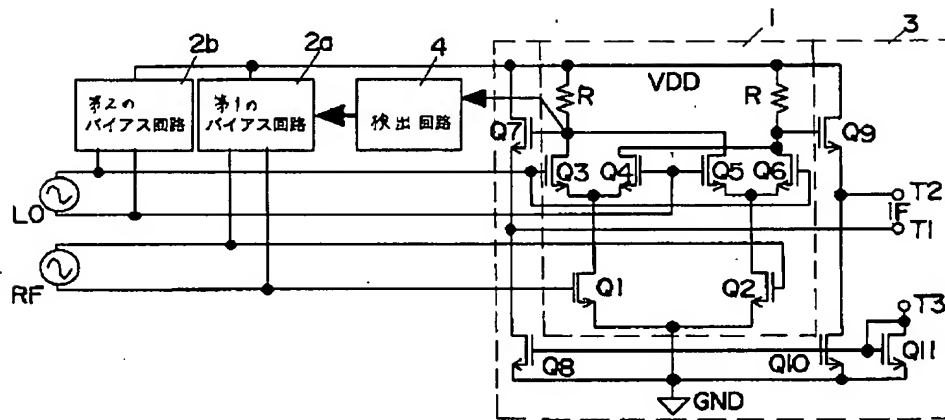 1
3
2b
2a
4
第2の
バイアス回路
第1の
バイアス回路
検出回路
R
VDD
R
Q7
Q9
Q3
Q4
Q5
Q6
LO
T2
IF
T1
RF
Q1
Q2
T3
Q8
Q10
Q11
GND